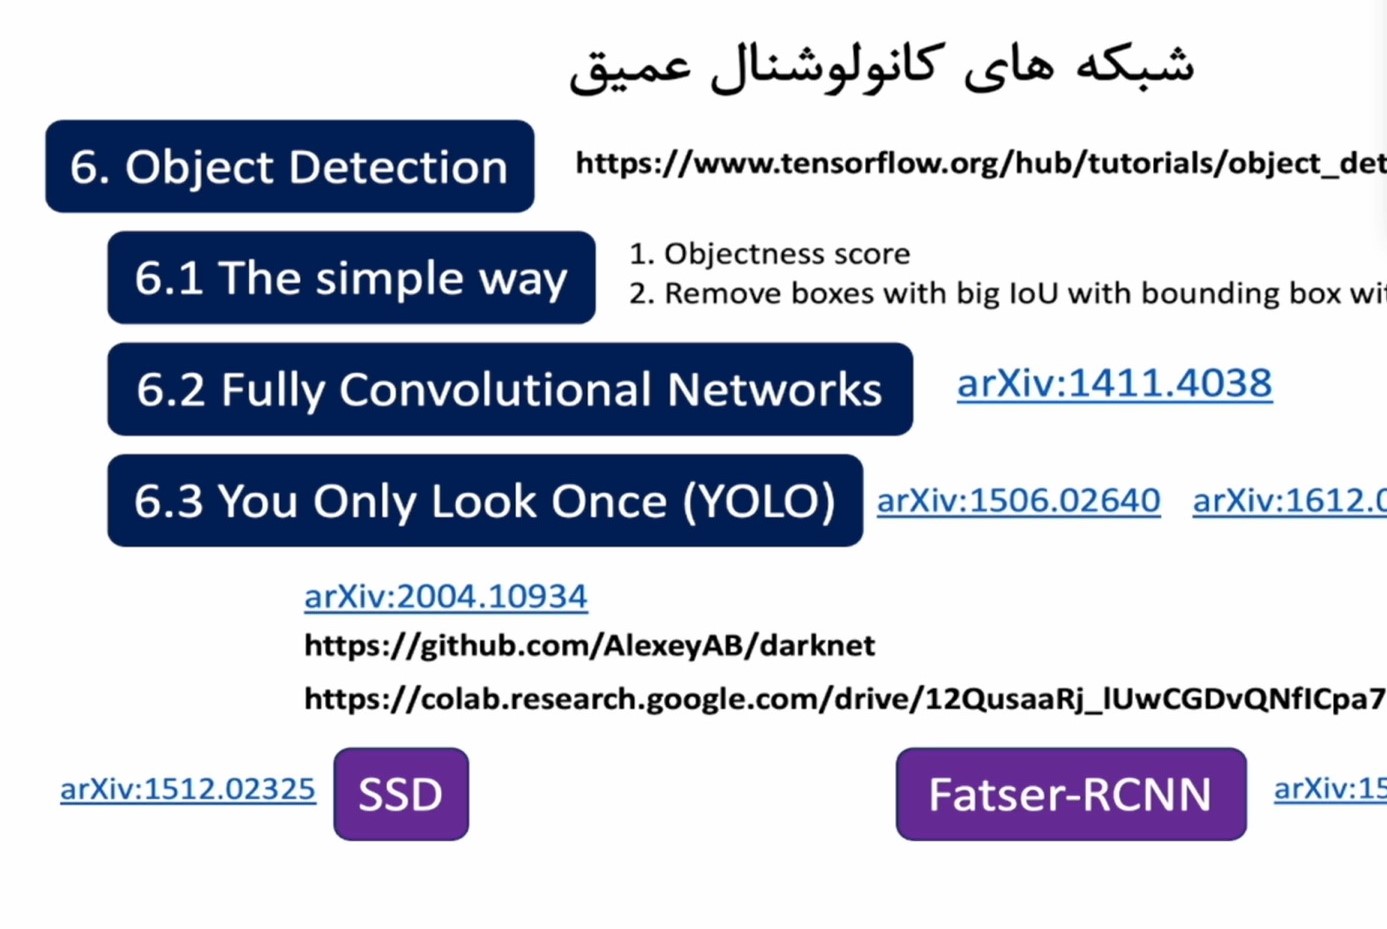 شبکه های کانولوشنال عمیق
6. Object Detection
https://www.tensorflow.org/hub/tutorials/object_det
6.1 The simple way
1. Objectness score
2. Remove boxes with big IoU with bounding box wit
6.2 Fully Convolutional Networks
arXiv:1411.4038
6.3 You Only Look Once (YOLO)
arXiv:1506.02640 arXiv:1612.0
arXiv:2004.10934
https://github.com/AlexeyAB/darknet
https://colab.research.google.com/drive/12QusaaRj_lUwCGDvQNfICpa7
arXiv:1512.02325
SSD
Fatser-RCNN
arXiv:15